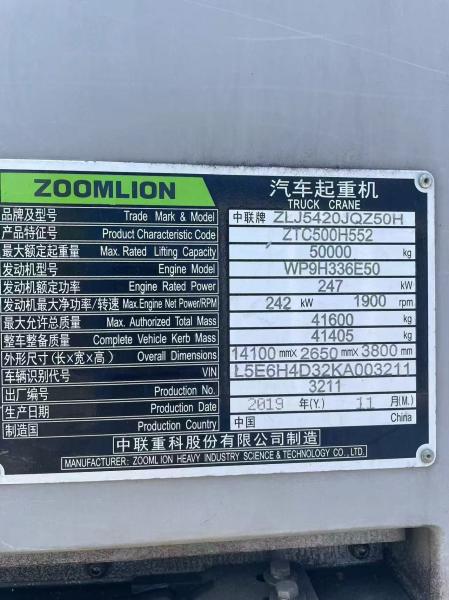 ZOOMLION 汽车起重机
TRUCK CRANE
品牌及型号 Trade Mark & Model 中联牌 ZLJ5420JQZ50H
产品特征号 Product Characteristic Code ZTC500H552
最大额定起重量 Max. Rated Lifting Capacity 50000 kg
发动机型号 Engine Model WP9H336E50
发动机额定功率 Engine Rated Power 247 kW
发动机最大净功率/转速 Max.Engine Net Power/RPM 242 kW 1900 rpm
最大允许总质量 Max. Authorized Total Mass 41600 kg
整车整备质量 Complete Vehicle Kerb Mass 41405 kg
外形尺寸(长×宽×高) Overall Dimensions 14100 mm× 2650 mm× 3800 mm
车辆识别代号 VIN L5E6H4D32KA003211
出厂编号 Production No. 3211
生产日期 Production Date 2019 年(Y.) 11 月(M.)
制造国 Production Country 中国 China
中联重科股份有限公司制造
MANUFACTURER: ZOOMLION HEAVY INDUSTRY SCIENCE & TECHNOLOGY CO., LTD.